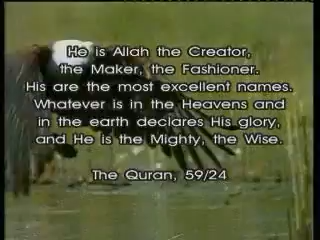 He is Allah the Creator,
the Maker, the Fashioner.
His are the most excellent names.
Whatever is in the Heavens and
in the earth declares His glory,
and He is the Mighty, the Wise.
The Quran, 59/24